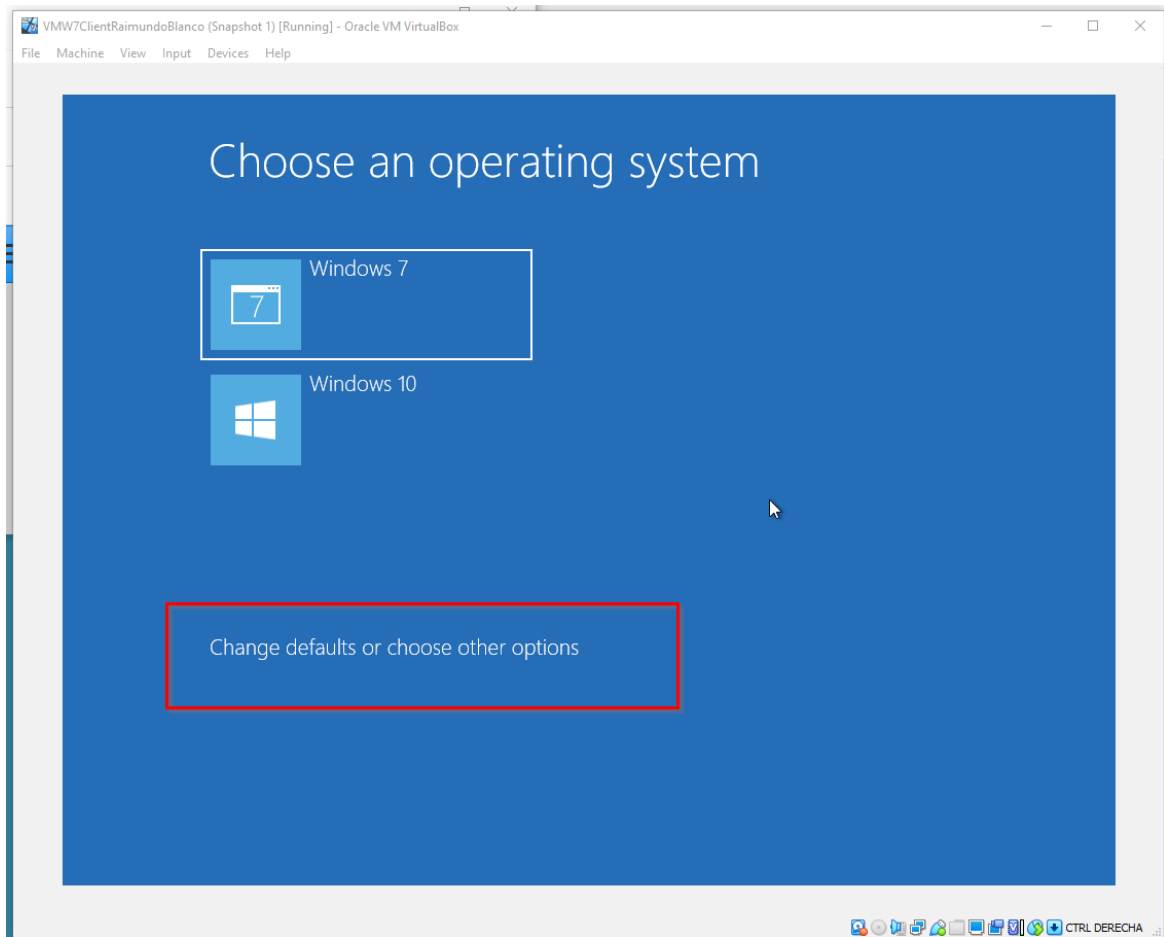 VMW7ClientRaimundoBlanco (Snapshot 1) [Running] - Oracle VM VirtualBox
File Machine View Input Devices Help
Choose an operating system
Windows 7
7
Windows 10
Change defaults or choose other options
CTRL DERECHA